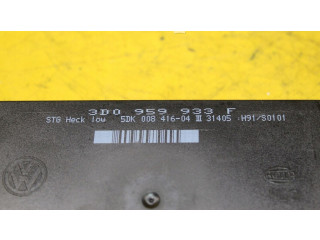 3D0 959 933 F
STG Heck low 5DK 008 416-04 III 31405 H91/S0101